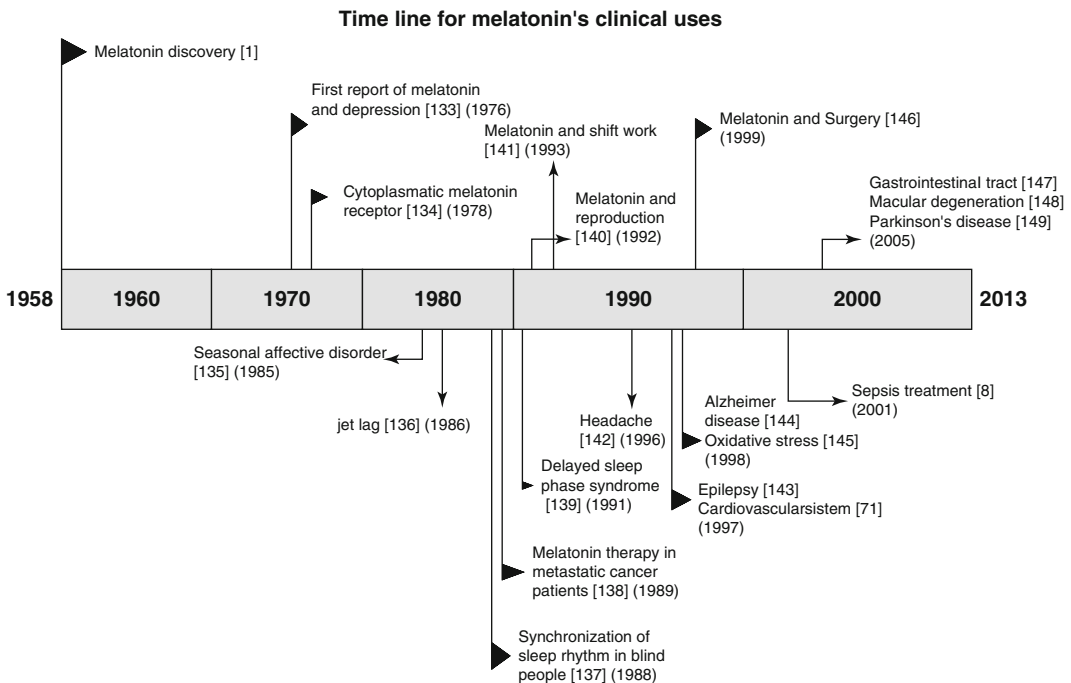 Time line for melatonin's clinical uses
Melatonin discovery [1]
First report of melatonin
and depression [133] (1976)
Cytoplasmatic melatonin
receptor [134] (1978)
Melatonin and shift work
[141] (1993)
Melatonin and
reproduction
[140] (1992)
Melatonin and Surgery [146]
(1999)
Gastrointestinal tract [147]
Macular degeneration [148]
Parkinson's disease [149]
(2005)
1958
1960
1970
1980
1990
2000
2013
Seasonal affective disorder
[135] (1985)
jet lag [136] (1986)
Synchronization of
sleep rhythm in blind
people [137] (1988)
Melatonin therapy in
metastatic cancer
patients [138] (1989)
Delayed sleep
phase syndrome
[139] (1991)
Headache
[142] (1996)
Epilepsy [143]
Cardiovascularsistem [71]
(1997)
Alzheimer
disease [144]
Oxidative stress [145]
(1998)
Sepsis treatment [8]
(2001)